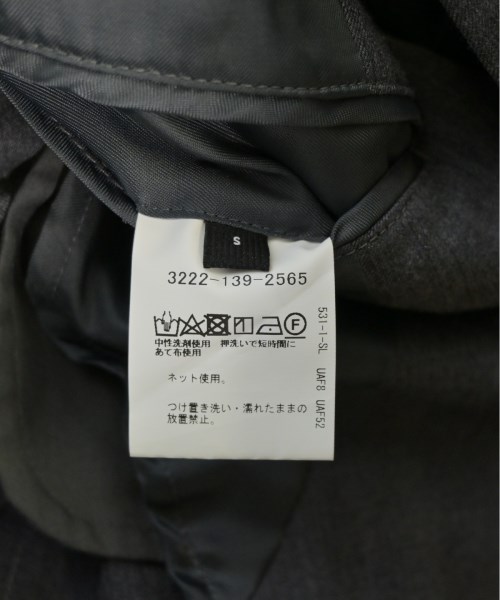 S
3222-139-2565
F
中性洗剤使用 押洗いで短時間に
あて布使用
ネット使用。
つけ置き洗い・濡れたままの
放置禁止。
531-1-SL UAF8 UAF52